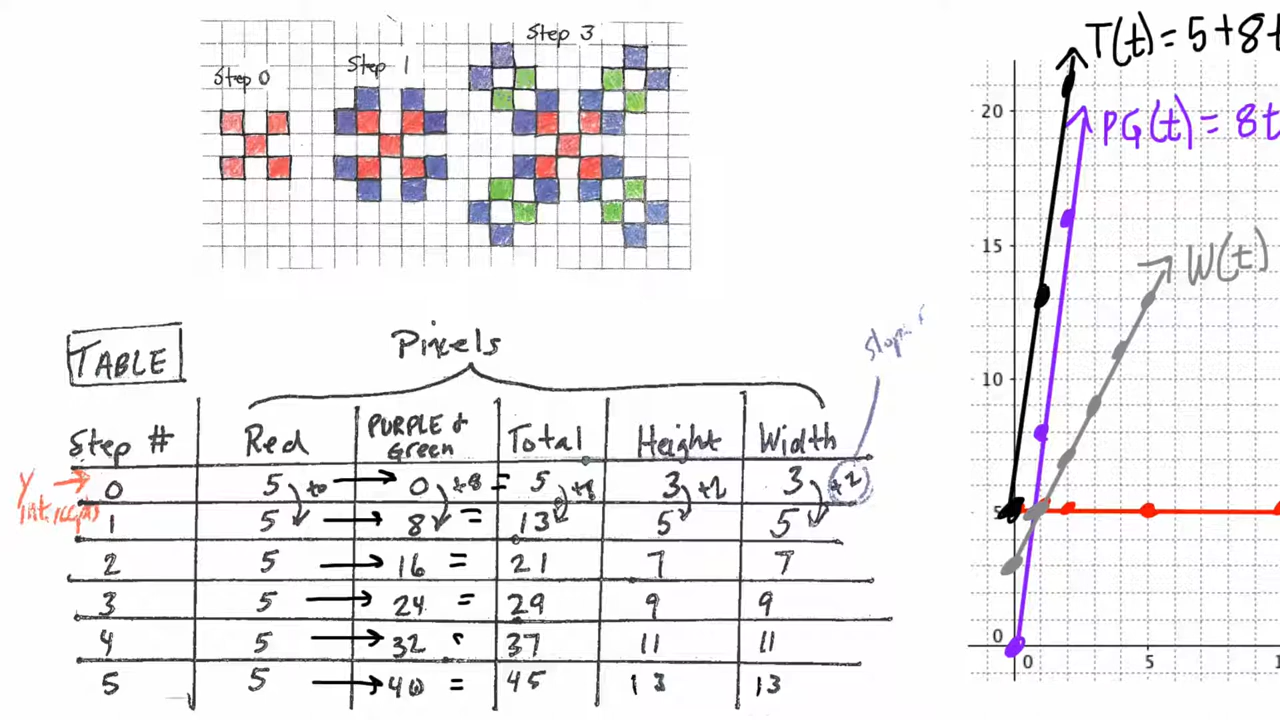 Step 0
Step 1
Step 3
T(t) = 5+8t
PG(t) = 8t
W(t)
20
15
10
5
0
0 5 10
TABLE
Pixels
slope
Step # Red PURPLE & Green Total Height Width
Y
0 5 +0 0 +8 = 5 +8 3 +2 3 +2
1 5 8 = 13 5 5
2 5 16 = 21 7 7
3 5 24 = 29 9 9
4 5 32 37 11 11
5 5 40 = 45 13 13